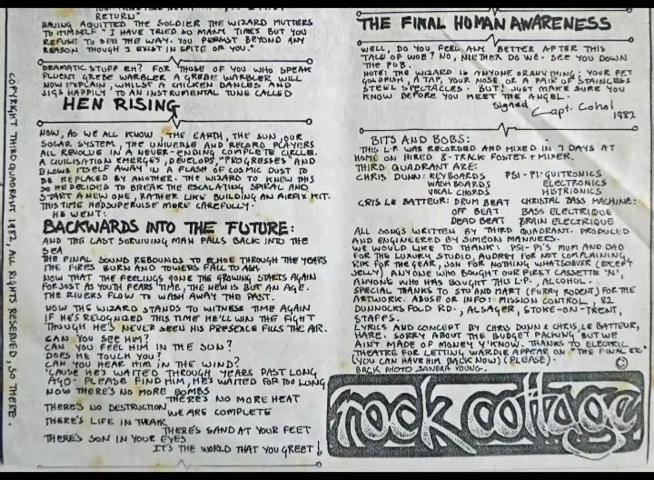 RETURN"
HAVING AQUITTED THE SOLDIER THE WIZARD MUTTERS
TO HIMSELF "I HAVE TRIED SO MANY TIMES BUT YOU
REFUSE TO SEE THE WAY. YOU PERSIST BEYOND ANY
REASON THOUGH I EXIST IN SPITE OF YOU."
DRAMATIC STUFF EH? FOR THOSE OF YOU WHO SPEAK
FLUENT GREBE WARBLER A GREBE WARBLER WILL
NOW EXPLAIN, WHILST A CHICKEN DANCES AND
JIGS HAPPILY TO AN INSTRUMENTAL TUNE CALLED
HEN RISING
NOW, AS WE ALL KNOW THE EARTH, THE SUN, OUR
SOLAR SYSTEM, THE UNIVERSE AND RECORD PLAYERS
ALL REVOLVE IN A NEVER-ENDING COMPLETE CIRCLE.
A CIVILISATION EMERGES, DEVELOPS, "PROGRESSES" AND
BLOWS ITSELF AWAY IN A FLASH OF COSMIC DUST TO
BE REPLACED BY ANOTHER. THE WIZARD TO KNEW THIS
SO HE DECIDED TO BREAK THE ESCALATING SPIRAL AND
START A NEW ONE, RATHER LIKE BUILDING AN AIRFIX KIT.
THIS TIME HE'D SUPERVISE MORE CAREFULLY.
HE WENT:
BACKWARDS INTO THE FUTURE:
AND THE LAST SURVIVING MAN FALLS BACK INTO THE
SEA
THE FINAL SOUND REBOUNDS TO ECHOE THROUGH THE YEARS
THE FIRES BURN AND TOWERS FALL TO ASH.
NOW THAT THE FEELINGS GONE THE GROWING STARTS AGAIN
FOR JUST AS YOUTH FEARS TIME, THE NEW IS BUT AN AGE.
THE RIVERS FLOW TO WASH AWAY THE PAST.
NOW THE WIZARD STANDS TO WITNESS TIME AGAIN
IF HE'S RECOGNIZED THIS TIME HE'LL WIN THE FIGHT
THOUGH HE'S NEVER SEEN HIS PRESENCE FILLS THE AIR.
CAN YOU SEE HIM?
CAN YOU FEEL HIM IN THE SUN?
DOES HE TOUCH YOU?
CAN YOU HEAR HIM IN THE WIND?
'CAUSE HE'S WAITED THROUGH YEARS PAST LONG
AGO. PLEASE FIND HIM, HE'S WAITED FOR TOO LONG
NOW THERE'S NO MORE BOMBS
THERE'S NO MORE HEAT
THERE'S NO DESTRUCTION
WE ARE COMPLETE
THERE'S LIFE IN THEIR
THERE'S SAND AT YOUR FEET
THERE'S SON IN YOUR EYES
IT'S THE WORLD THAT YOU GREET!
COPYRIGHT THIRD QUADRANT 1982. ALL RIGHTS RESERVED, SO THERE.
THE FINAL HUMAN AWARENESS
WELL, DO YOU FEEL ANY BETTER AFTER THIS
TALE OF WOE? NO, NIETHER DO WE. SEE YOU DOWN
THE PUB.
NOTE: THE WIZARD IS ANYONE OR ANYTHING: YOUR PET
GOLDFISH, A TAP, YOUR NOSE, OR A PAIR OF STAINLESS
STEEL SPECTACLES. BUT! JUST MAKE SURE YOU
KNOW BEFORE YOU MEET THE ANGEL.
Signed
Capt. Cohol
1982
BITS AND BOBS:
THIS L.P. WAS RECORDED AND MIXED IN 7 DAYS AT
HOME ON HIRED 8-TRACK FOSTEX + MIXER.
THIRD QUADRANT ARE:
CHRIS DUNN: KEYBOARDS PSI-PI: GUITRONICS
WASHBOARDS ELECTRONICS
VOCAL CHORDS HISTRIONICS
CRIS LE BATTEUR: DRUM BEAT CHRISTAL BASS MACHINE:
OFF BEAT BASS ELECTRIQUE
DEAD BEAT BRAIN ELECTRIQUE
ALL SONGS WRITTEN BY THIRD QUADRANT. PRODUCED
AND ENGINEERED BY SIMEON MANNERS.
WE WOULD LIKE TO THANK: PSI-PI'S MUM AND DAD
FOR THE LUXURY STUDIO, AUDREY FOR NOT COMPLAINING,
RIK FOR THE GEAR, JON FOR NOTHING WHATSOEVER (EXCEPT
JELLY) ANYONE WHO BOUGHT OUR FIRST CASSETTE 'N',
ANYONE WHO HAS BOUGHT THIS L.P., ALCOHOL.
SPECIAL THANKS TO STU AND HART (FURRY RODENT) FOR THE
ARTWORK. ABUSE OR INFO: MISSION CONTROL, 82
DUNNOCKSFOLD RD., ALSAGER, STOKE-ON-TRENT,
STAFFS.
LYRICS AND CONCEPT BY CHRIS DUNN & CHRIS LE BATTEUR,
HARE. SORRY ABOUT THE BUDGET PACKING BUT WE
AIN'T MADE OF MONEY Y'KNOW. THANKS TO ELECTRIC
THEATRE FOR LETTING WARDIE APPEAR ON "THE FINAL EQ"
(YOU CAN HAVE HIM BACK NOW) (PLEASE).
BACK PHOTO SANDRA YOUNG.
©
rock cottage